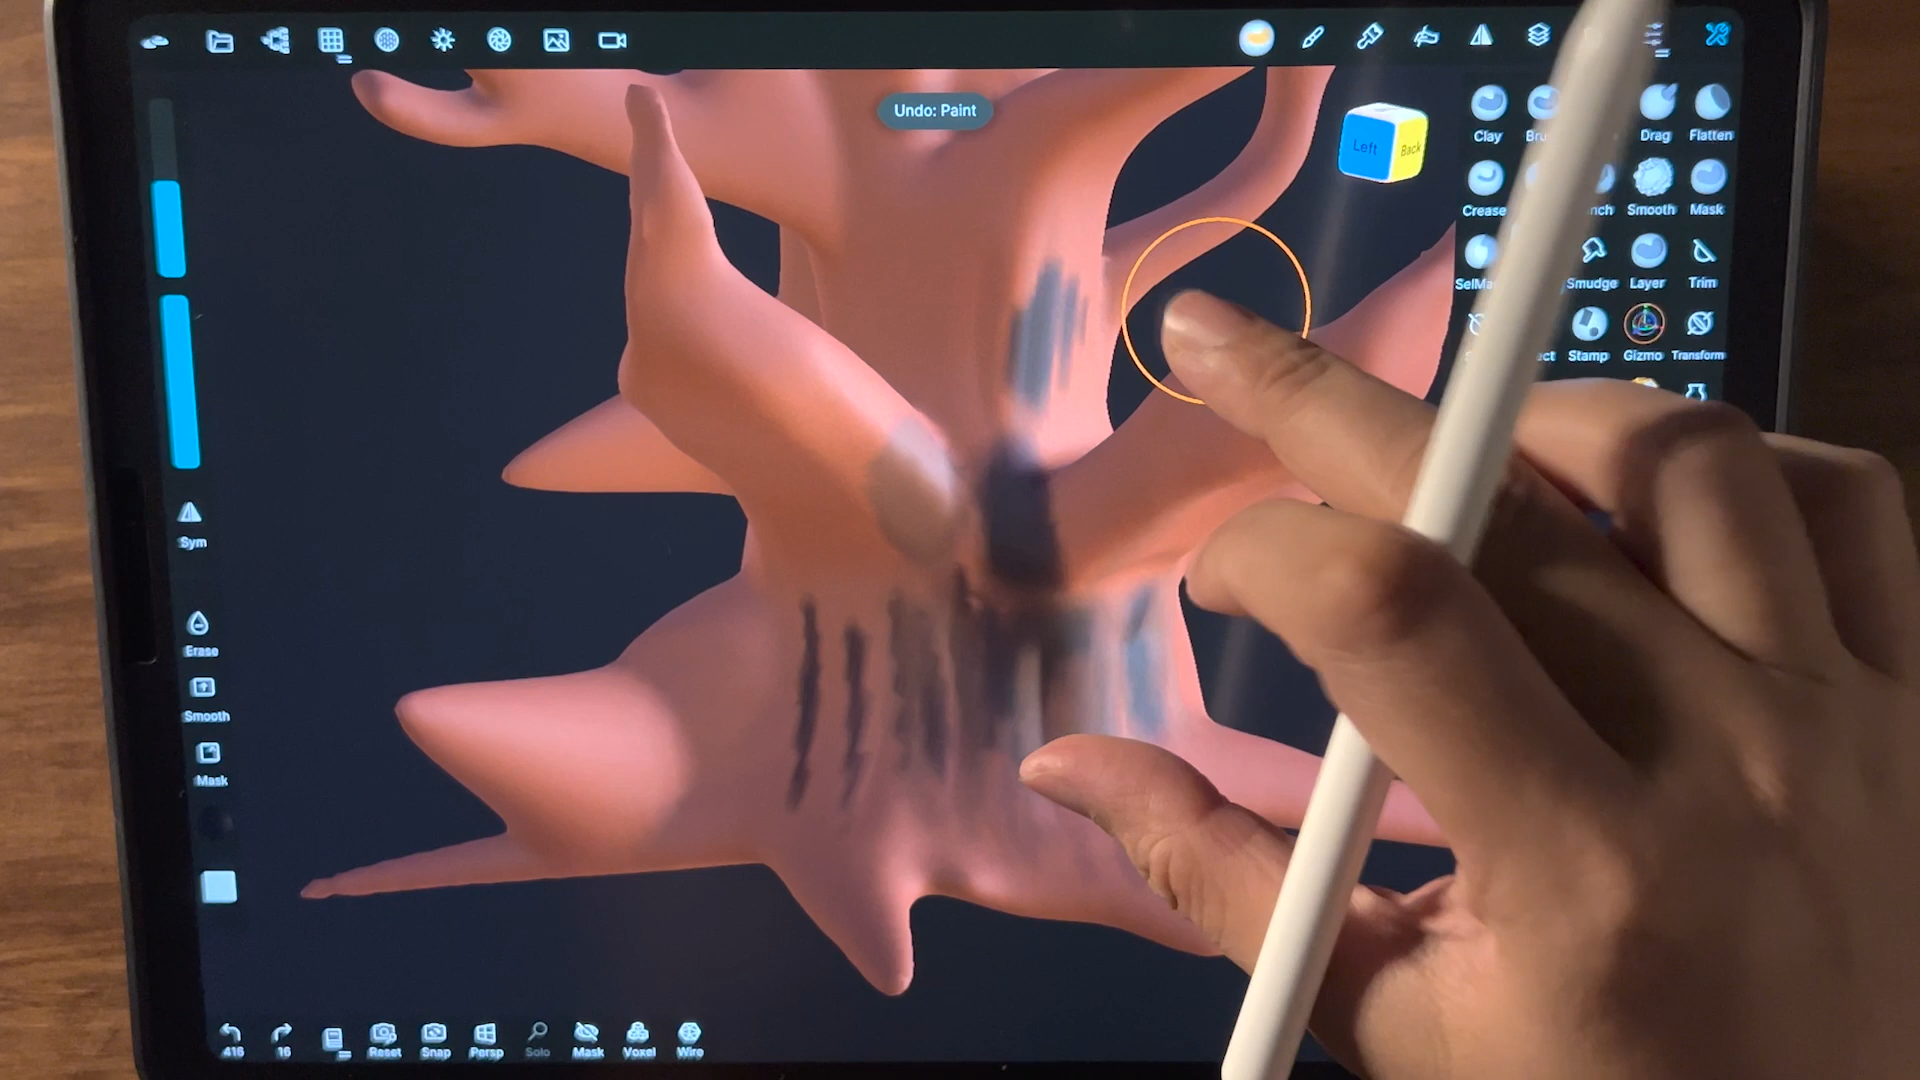 Undo: Paint
Left Back
Clay Drag Flatten
Crease Smooth Mask
Smudge Layer Trim
Stamp Gizmo Transform
Sym
Erase
Smooth
Mask
416 16 Reset Snap Persp Solo Mask Voxel Wire